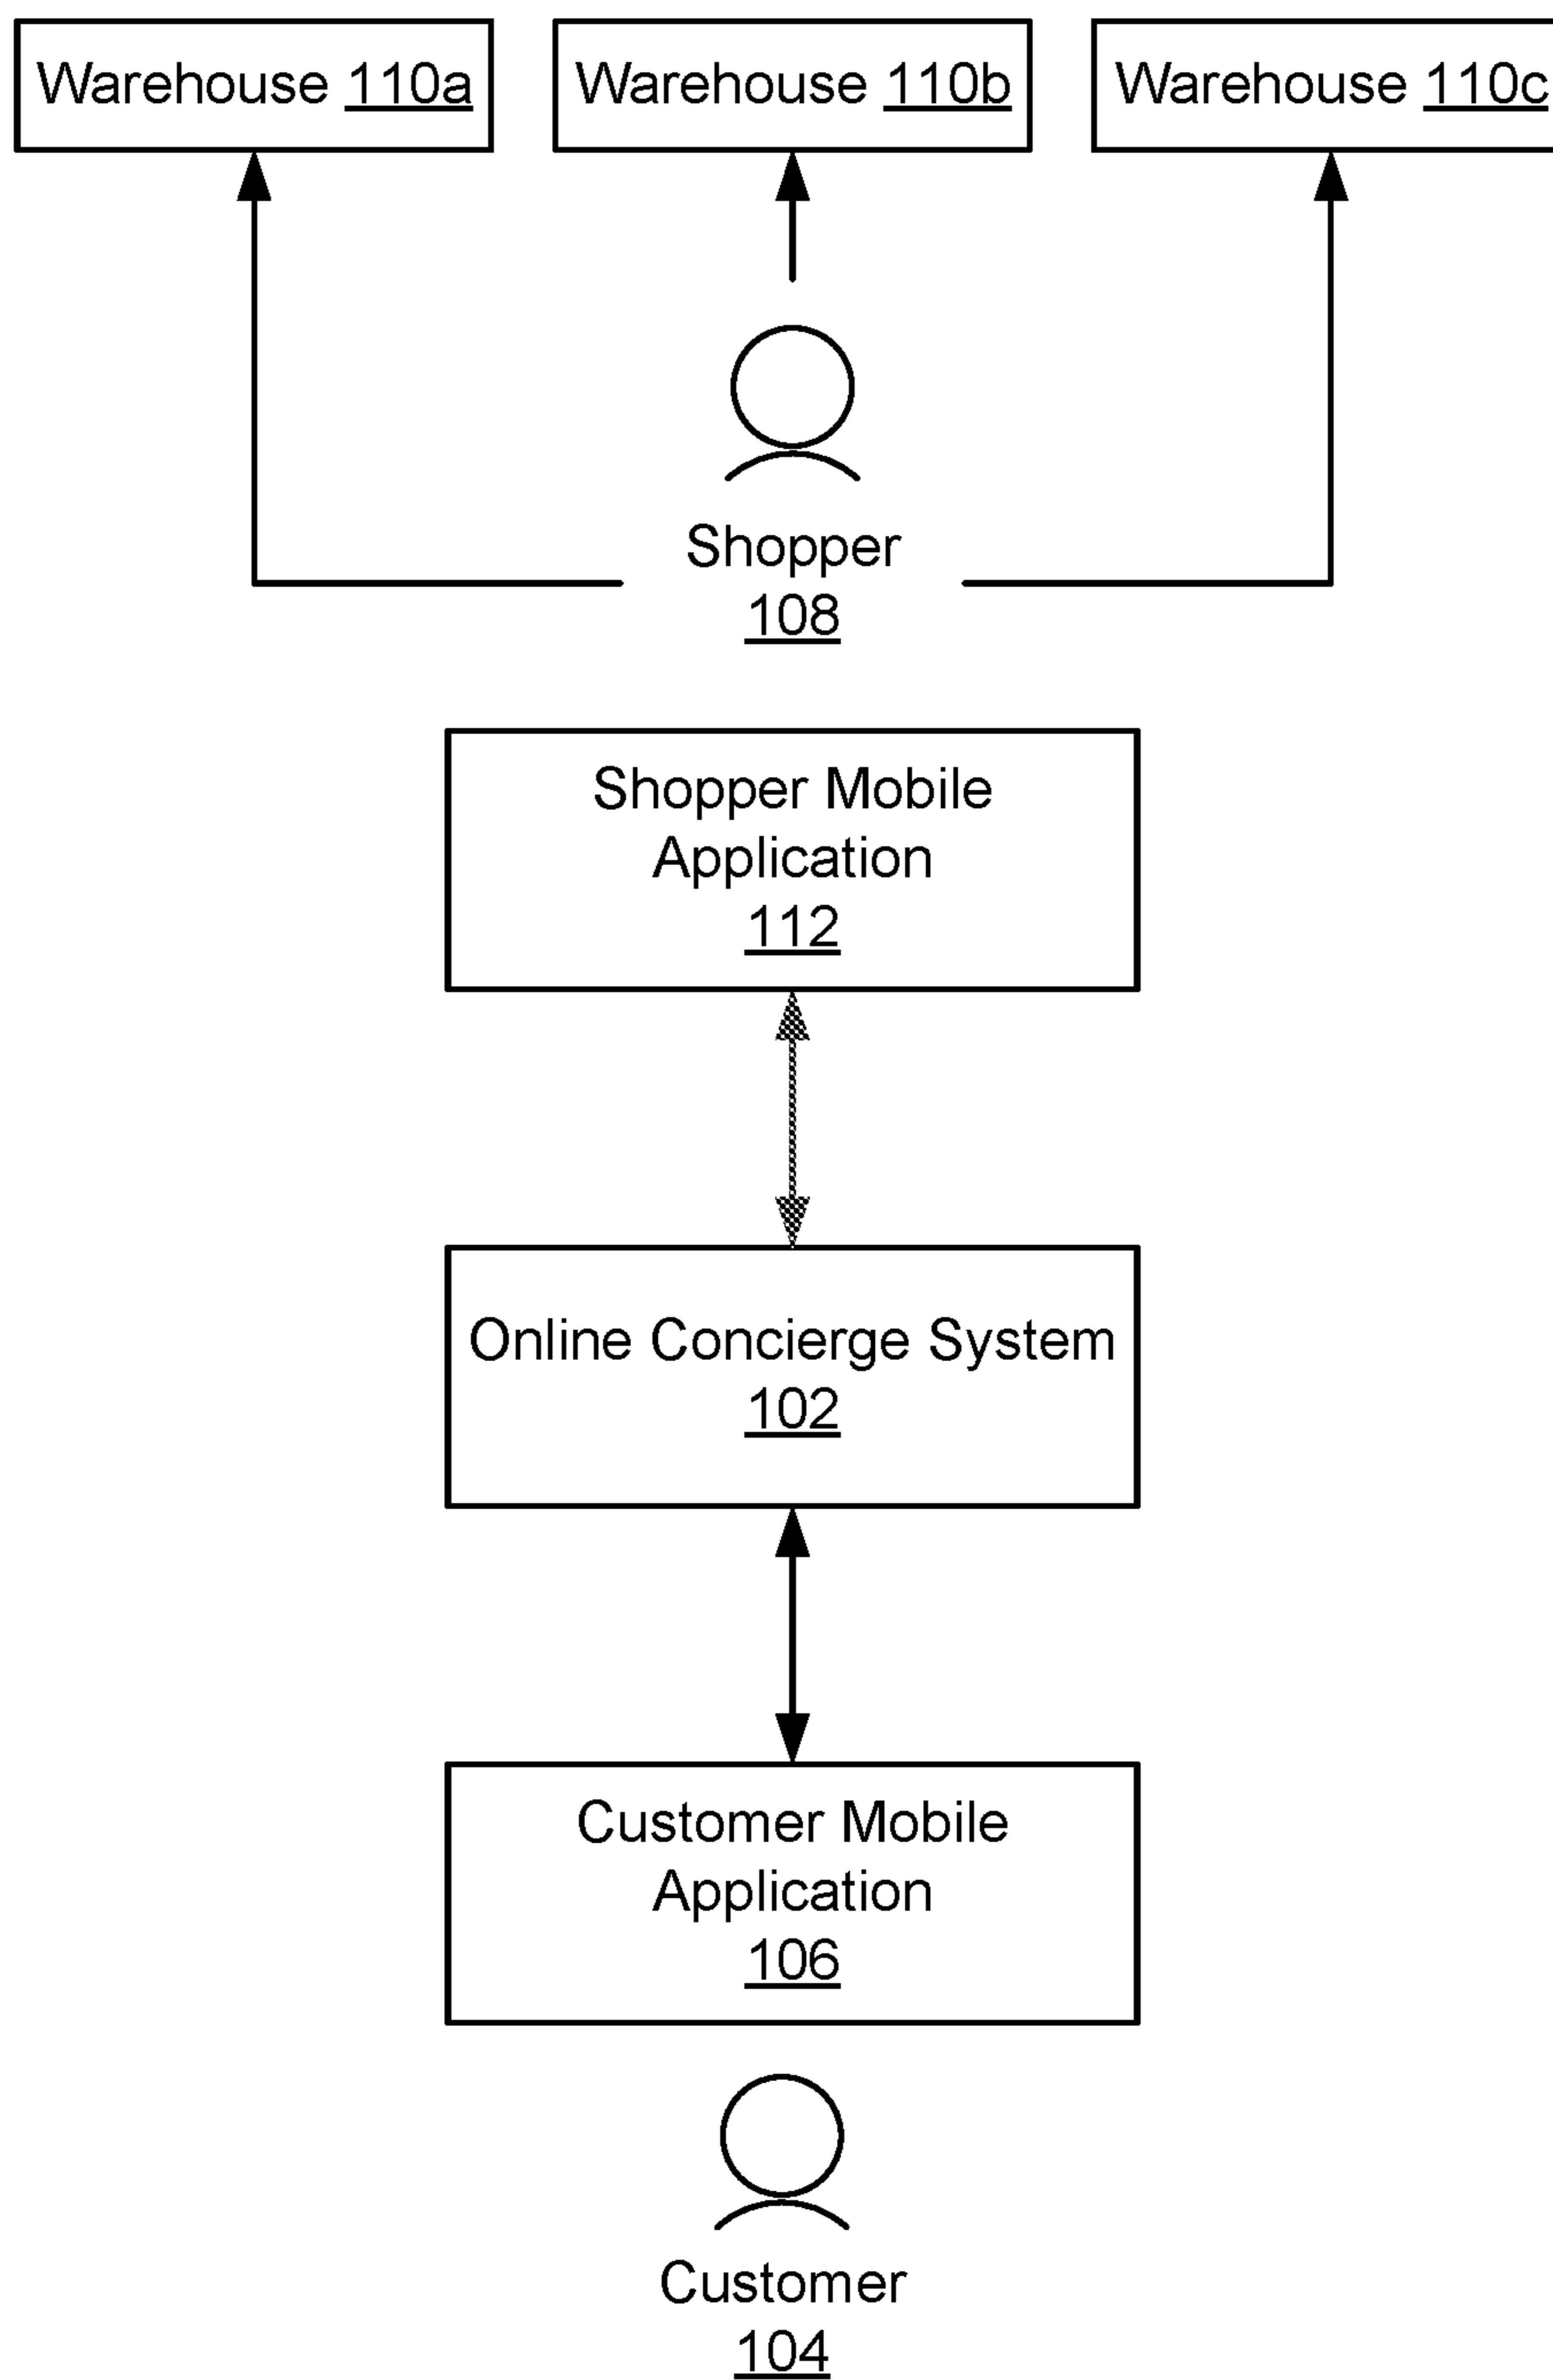 Warehouse 110a
Warehouse 110b
Warehouse 110c
Shopper
108
Shopper Mobile
Application
112
Online Concierge System
102
Customer Mobile
Application
106
Customer
104